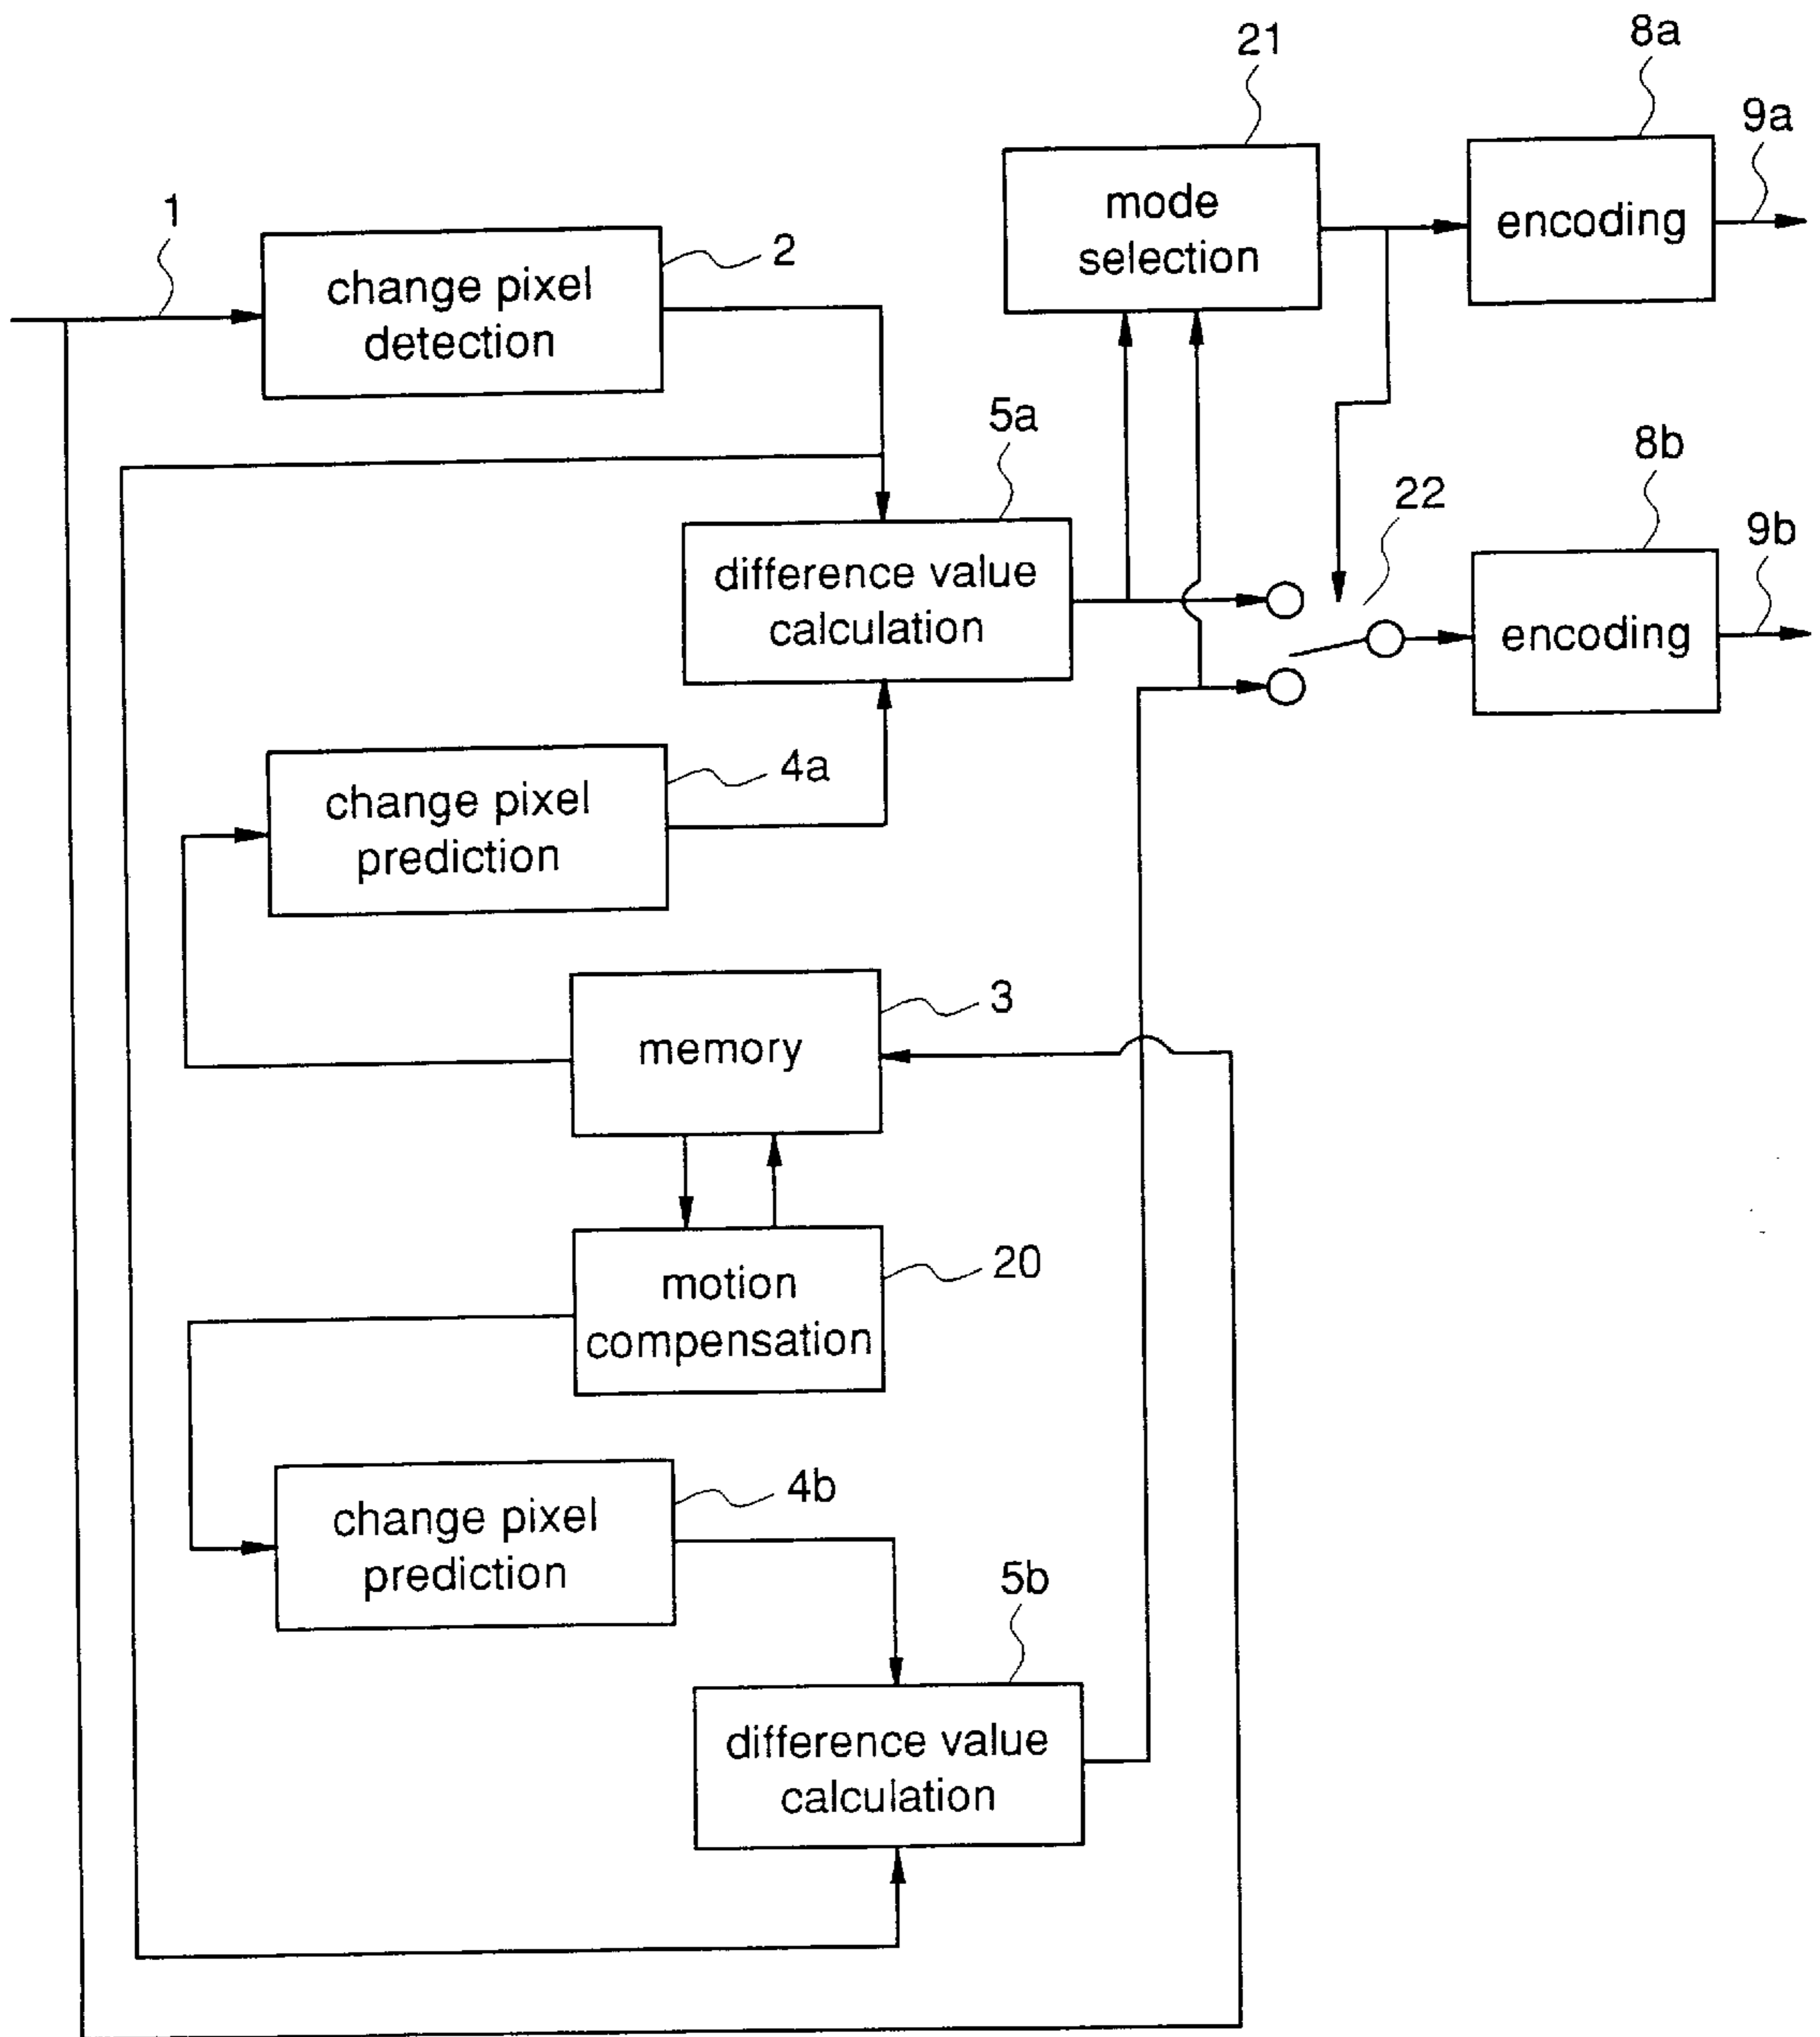 21
8a
9a
mode
selection
encoding
1
change pixel
detection
2
5a
difference value
calculation
22
8b
9b
encoding
change pixel
prediction
4a
memory
3
motion
compensation
20
change pixel
prediction
4b
5b
difference value
calculation